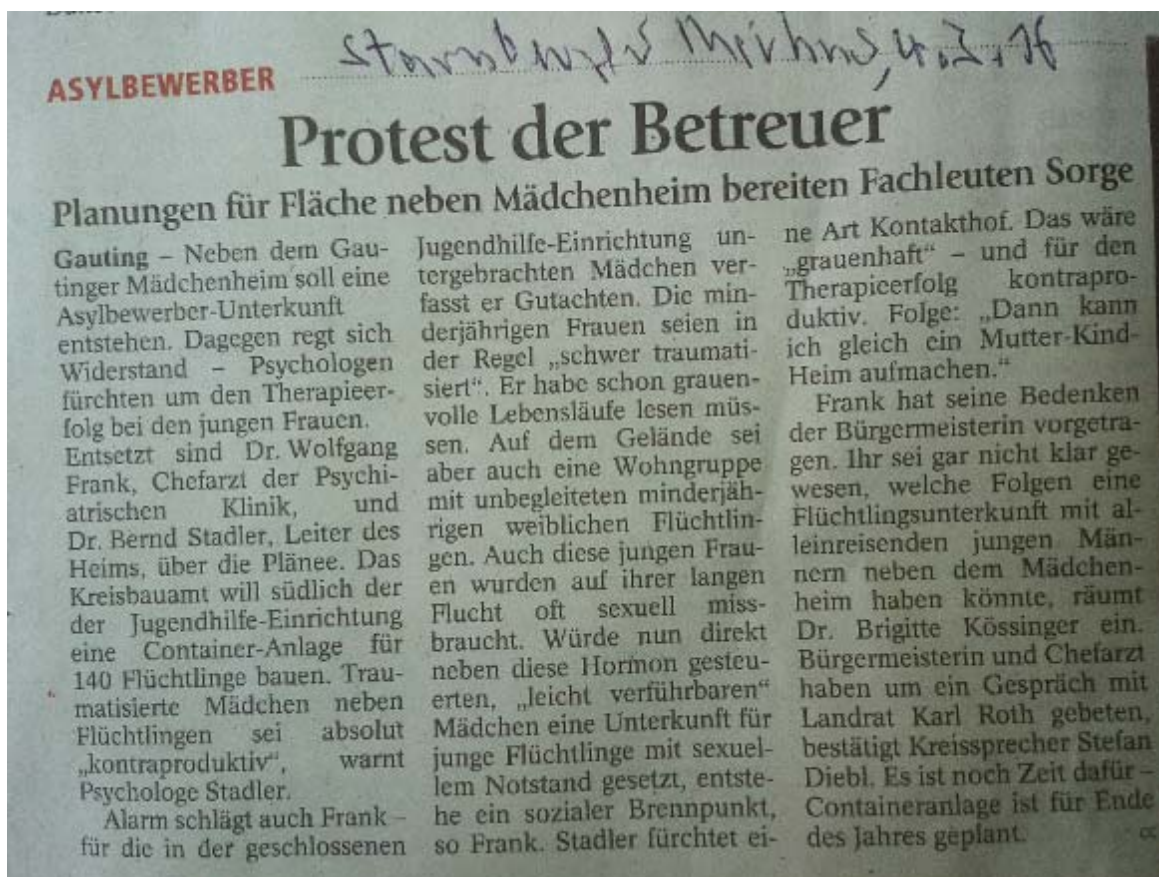 Starnberger Merkur, 4.3.16
ASYLBEWERBER
Protest der Betreuer
Planungen für Fläche neben Mädchenheim bereiten Fachleuten Sorge
Gauting – Neben dem Gau-
tinger Mädchenheim soll eine
Asylbewerber-Unterkunft
entstehen. Dagegen regt sich
Widerstand – Psychologen
fürchten um den Therapieer-
folg bei den jungen Frauen.
Entsetzt sind Dr. Wolfgang
Frank, Chefarzt der Psychi-
atrischen Klinik, und
Dr. Bernd Stadler, Leiter des
Heims, über die Plänee. Das
Kreisbauamt will südlich der
der Jugendhilfe-Einrichtung
eine Container-Anlage für
140 Flüchtlinge bauen. Trau-
matisierte Mädchen neben
Flüchtlingen sei absolut
„kontraproduktiv“, warnt
Psychologe Stadler.
Alarm schlägt auch Frank –
für die in der geschlossenen
Jugendhilfe-Einrichtung un-
tergebrachten Mädchen ver-
fasst er Gutachten. Die min-
derjährigen Frauen seien in
der Regel „schwer traumati-
siert“. Er habe schon grauen-
volle Lebensläufe lesen müs-
sen. Auf dem Gelände sei
aber auch eine Wohngruppe
mit unbegleiteten minderjäh-
rigen weiblichen Flüchtlin-
gen. Auch diese jungen Frau-
en wurden auf ihrer langen
Flucht oft sexuell miss-
braucht. Würde nun direkt
neben diese Hormon gesteu-
erten, „leicht verführbaren“
Mädchen eine Unterkunft für
junge Flüchtlinge mit sexuel-
lem Notstand gesetzt, entste-
he ein sozialer Brennpunkt,
so Frank. Stadler fürchtet ei-
ne Art Kontakthof. Das wäre
„grauenhaft“ – und für den
Therapieerfolg kontrapro-
duktiv. Folge: „Dann kann
ich gleich ein Mutter-Kind-
Heim aufmachen.“
Frank hat seine Bedenken
der Bürgermeisterin vorgetra-
gen. Ihr sei gar nicht klar ge-
wesen, welche Folgen eine
Flüchtlingsunterkunft mit al-
leinreisenden jungen Män-
nern neben dem Mädchen-
heim haben könnte, räumt
Dr. Brigitte Kössinger ein.
Bürgermeisterin und Chefarzt
haben um ein Gespräch mit
Landrat Karl Roth gebeten,
bestätigt Kreissprecher Stefan
Diebl. Es ist noch Zeit dafür –
Containeranlage ist für Ende
des Jahres geplant.